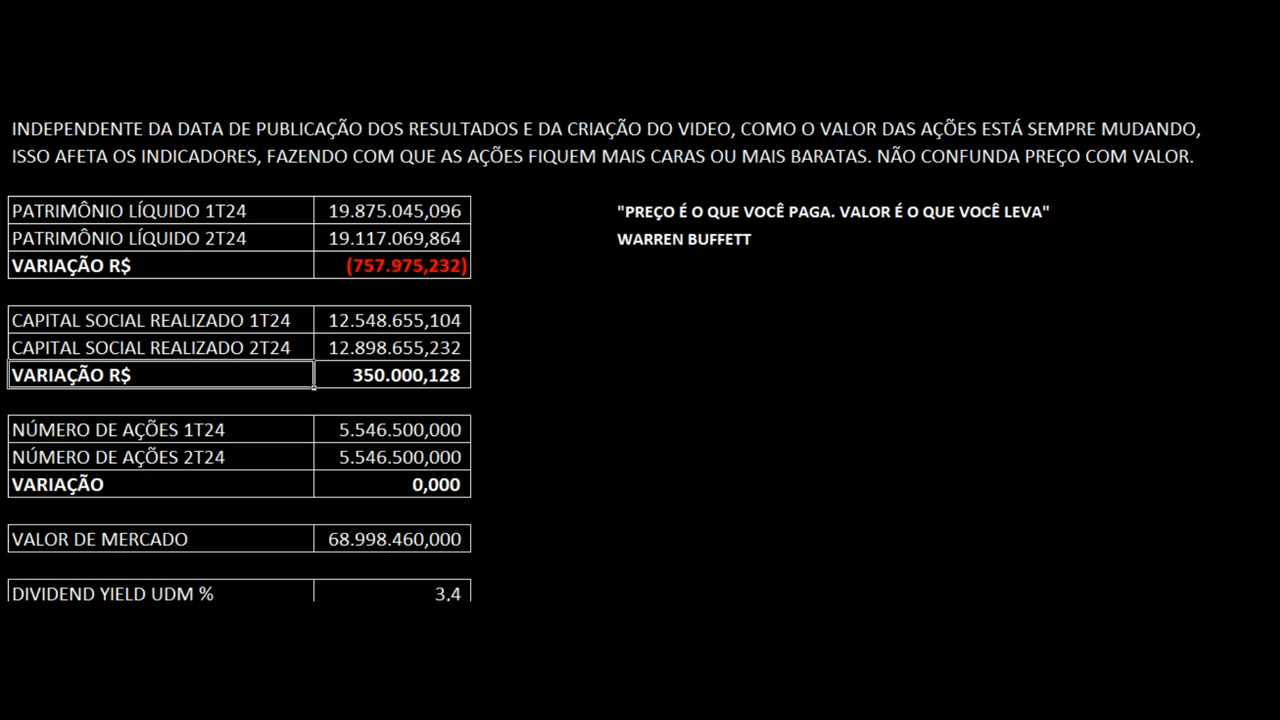 INDEPENDENTE DA DATA DE PUBLICAÇÃO DOS RESULTADOS E DA CRIAÇÃO DO VIDEO, COMO O VALOR DAS AÇÕES ESTÁ SEMPRE MUDANDO,
ISSO AFETA OS INDICADORES, FAZENDO COM QUE AS AÇÕES FIQUEM MAIS CARAS OU MAIS BARATAS. NÃO CONFUNDA PREÇO COM VALOR.
PATRIMÔNIO LÍQUIDO 1T24 19.875.045,096
PATRIMÔNIO LÍQUIDO 2T24 19.117.069,864
VARIAÇÃO R$ (757.975,232)
"PREÇO É O QUE VOCÊ PAGA. VALOR É O QUE VOCÊ LEVA"
WARREN BUFFETT
CAPITAL SOCIAL REALIZADO 1T24 12.548.655,104
CAPITAL SOCIAL REALIZADO 2T24 12.898.655,232
VARIAÇÃO R$ 350.000,128
NÚMERO DE AÇÕES 1T24 5.546.500,000
NÚMERO DE AÇÕES 2T24 5.546.500,000
VARIAÇÃO 0,000
VALOR DE MERCADO 68.998.460,000
DIVIDEND YIELD UDM % 3,4